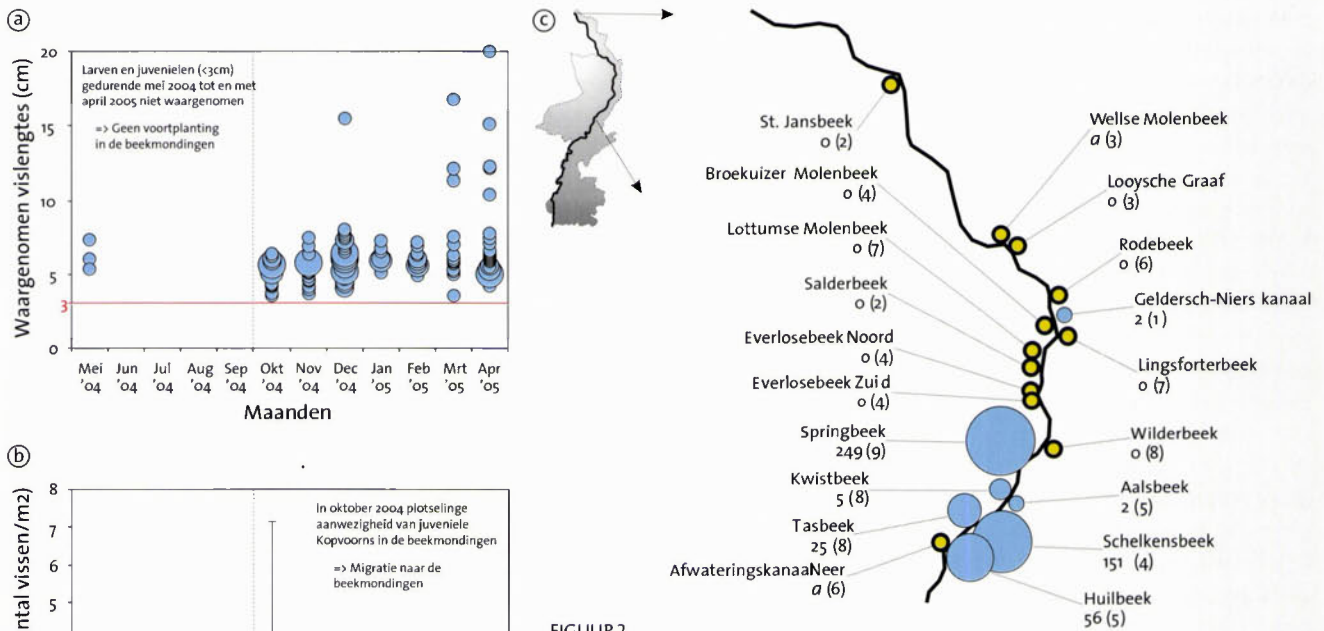 a
20
15
10
5
3
0
Waargenomen vislengtes (cm)
Larven en juvenielen (<3cm)
gedurende mei 2004 tot en met
april 2005 niet waargenomen
=> Geen voortplanting
in de beekmondingen
Mei Jun Jul Aug Sep Okt Nov Dec Jan Feb Mrt Apr
'04 '04 '04 '04 '04 '04 '04 '04 '05 '05 '05 '05
Maanden
b
8
7
6
5
ntal vissen/m2)
In oktober 2004 plotselinge
aanwezigheid van juveniele
Kopvoorns in de beekmondingen
=> Migratie naar de
beekmondingen
c
St. Jansbeek
0 (2)
Wellse Molenbeek
a (3)
Broekuizer Molenbeek
0 (4)
Looysche Graaf
0 (3)
Lottumse Molenbeek
0 (7)
Rodebeek
0 (6)
Salderbeek
0 (2)
Geldersch-Niers kanaal
2 (1)
Everlosebeek Noord
0 (4)
Lingsforterbeek
0 (7)
Everlosebeek Zuid
0 (4)
Springbeek
249 (9)
Wilderbeek
0 (8)
Kwistbeek
5 (8)
Aalsbeek
2 (5)
Tasbeek
25 (8)
Schelkensbeek
151 (4)
AfwateringskanaalNeer
a (6)
Huilbeek
56 (5)
FIGUUR 2